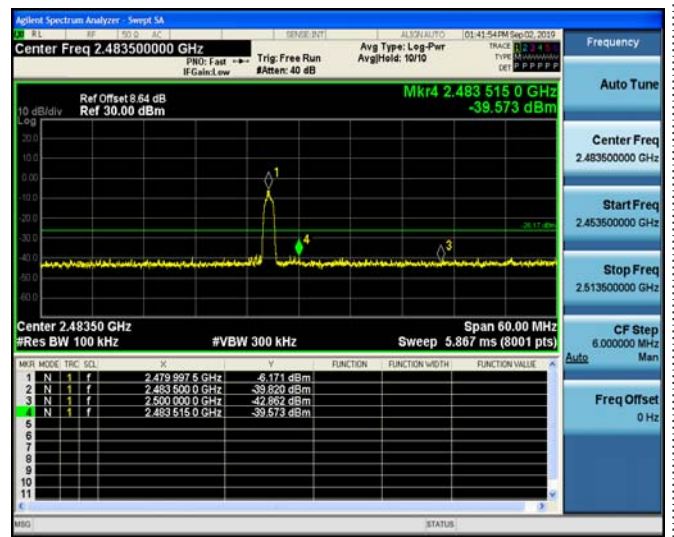 Agilent Spectrum Analyzer - Swept SA
RL RF 50 Ω AC SENSE:INT ALIGN AUTO 01:41:54 PM Sep 02, 2019
Center Freq 2.483500000 GHz
PNO: Fast Trig: Free Run Avg Type: Log-Pwr TRACE 1 2 3 4 5 6
IFGain:Low #Atten: 40 dB Avg|Hold: 10/10 TYPE M
DET P P P P P P
Mkr4 2.483 515 0 GHz
-39.573 dBm
Ref Offset 8.64 dB
10 dB/div Ref 30.00 dBm
Log
20.0
10.0
0.00
-10.0
-20.0
-30.0
-40.0
-50.0
-60.0
1
4
3
-26.17 dBm
Center 2.48350 GHz Span 60.00 MHz
#Res BW 100 kHz #VBW 300 kHz Sweep 5.867 ms (8001 pts)
MKR MODE TRC SCL X Y FUNCTION FUNCTION WIDTH FUNCTION VALUE
1 N 1 f 2.479 997 5 GHz -6.171 dBm
2 N 1 f 2.483 500 0 GHz -39.820 dBm
3 N 1 f 2.500 000 0 GHz -42.862 dBm
4 N 1 f 2.483 515 0 GHz -39.573 dBm
5
6
7
8
9
10
11
MSG STATUS
Frequency
Auto Tune
Center Freq
2.483500000 GHz
Start Freq
2.453500000 GHz
Stop Freq
2.513500000 GHz
CF Step
6.000000 MHz
Auto Man
Freq Offset
0 Hz